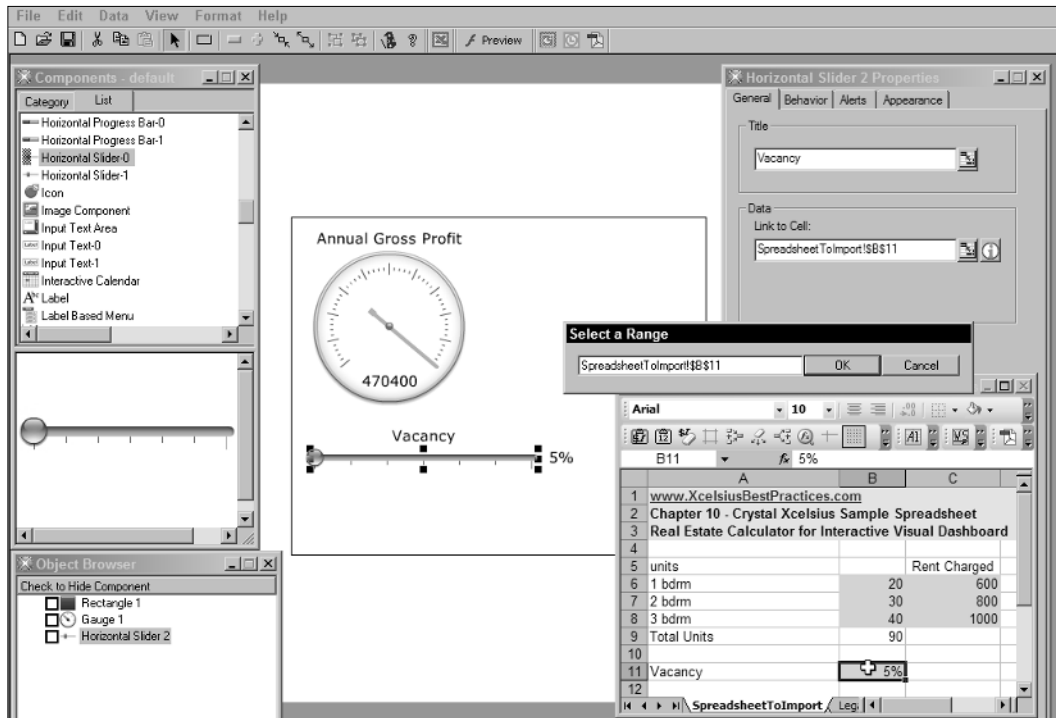 File Edit Data View Format Help
Preview
Components - default
Category List
Horizontal Progress Bar-0
Horizontal Progress Bar-1
Horizontal Slider-0
Horizontal Slider-1
Icon
Image Component
Input Text Area
Input Text-0
Input Text-1
Interactive Calendar
Label
Label Based Menu
Object Browser
Check to Hide Component
Rectangle 1
Gauge 1
Horizontal Slider 2
Annual Gross Profit
470400
Vacancy
5%
Horizontal Slider 2 Properties
General Behavior Alerts Appearance
Title
Vacancy
Data
Link to Cell:
SpreadsheetToImport!$B$11
Select a Range
SpreadsheetToImport!$B$11 OK Cancel
Arial 10
B11 fx 5%
A B C
1 www.XcelsiusBestPractices.com
2 Chapter 10 - Crystal Xcelsius Sample Spreadsheet
3 Real Estate Calculator for Interactive Visual Dashboard
4
5 units Rent Charged
6 1 bdrm 20 600
7 2 bdrm 30 800
8 3 bdrm 40 1000
9 Total Units 90
10
11 Vacancy 5%
12
SpreadsheetToImport Leg